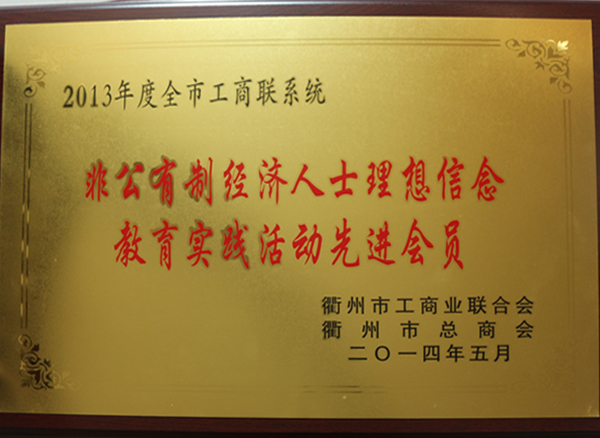 2013年度全市工商联系统
非公有制经济人士理想信念
教育实践活动先进会员
衢州市工商业联合会
衢州市总商会
二〇一四年五月